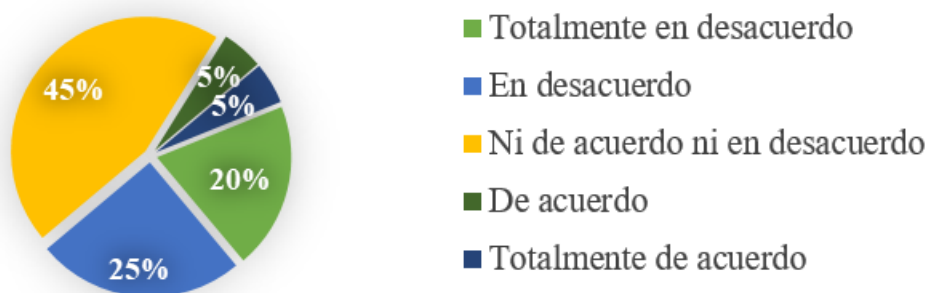 45%
5%
5%
20%
25%
Totalmente en desacuerdo
En desacuerdo
Ni de acuerdo ni en desacuerdo
De acuerdo
Totalmente de acuerdo